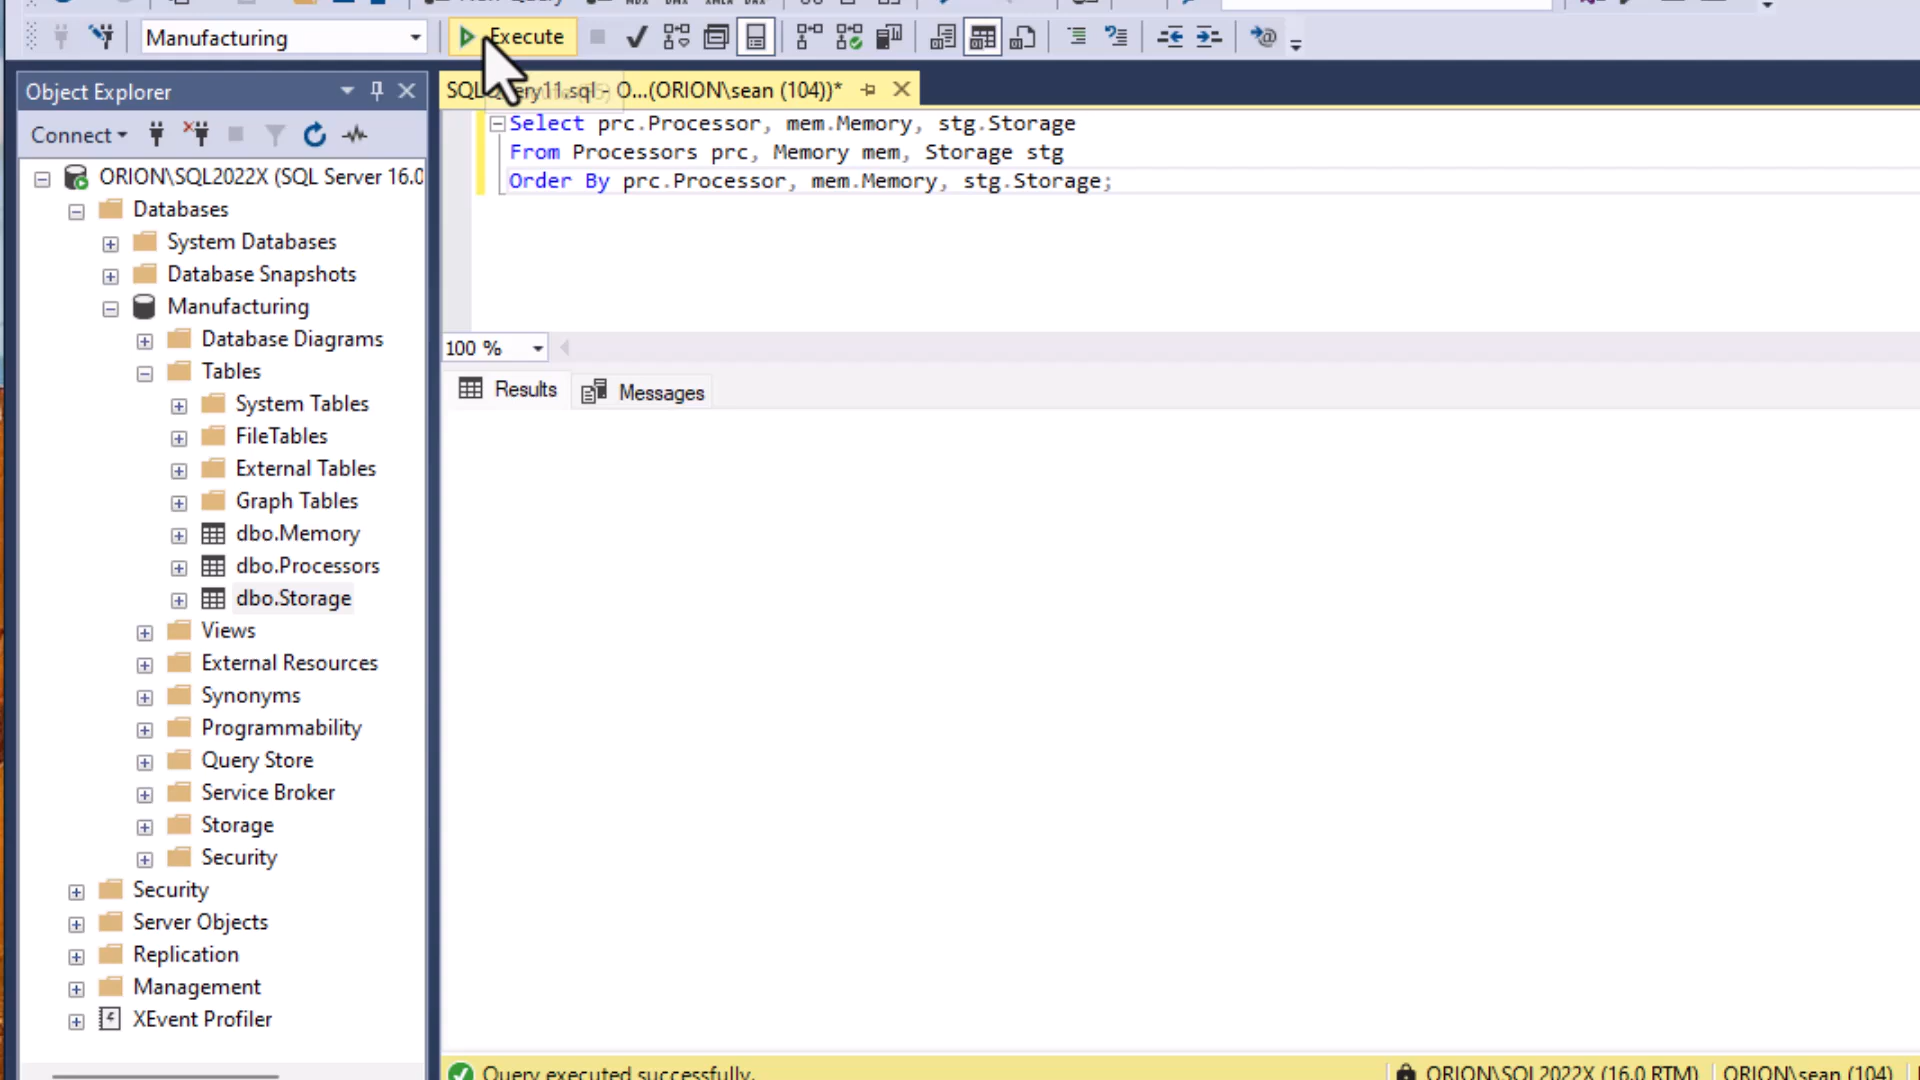 Manufacturing
Execute
Object Explorer
SQL ery11.sql - O...(ORION\sean (104))*
Connect
Select prc.Processor, mem.Memory, stg.Storage
From Processors prc, Memory mem, Storage stg
Order By prc.Processor, mem.Memory, stg.Storage;
ORION\SQL2022X (SQL Server 16.0
Databases
System Databases
Database Snapshots
Manufacturing
Database Diagrams
Tables
System Tables
FileTables
External Tables
Graph Tables
dbo.Memory
dbo.Processors
dbo.Storage
Views
External Resources
Synonyms
Programmability
Query Store
Service Broker
Storage
Security
Security
Server Objects
Replication
Management
XEvent Profiler
100 %
Results
Messages
Query executed successfully.
ORION\SQL2022X (16.0 RTM)
ORION\sean (104)